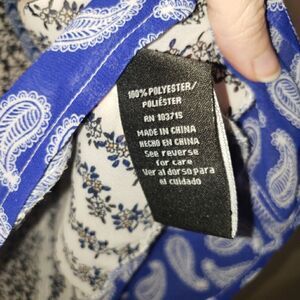 100% POLYESTER/
POLIÉSTER
RN 103715
MADE IN CHINA
HECHO EN CHINA
See reverse
for care
Ver al dorso para
el cuidado